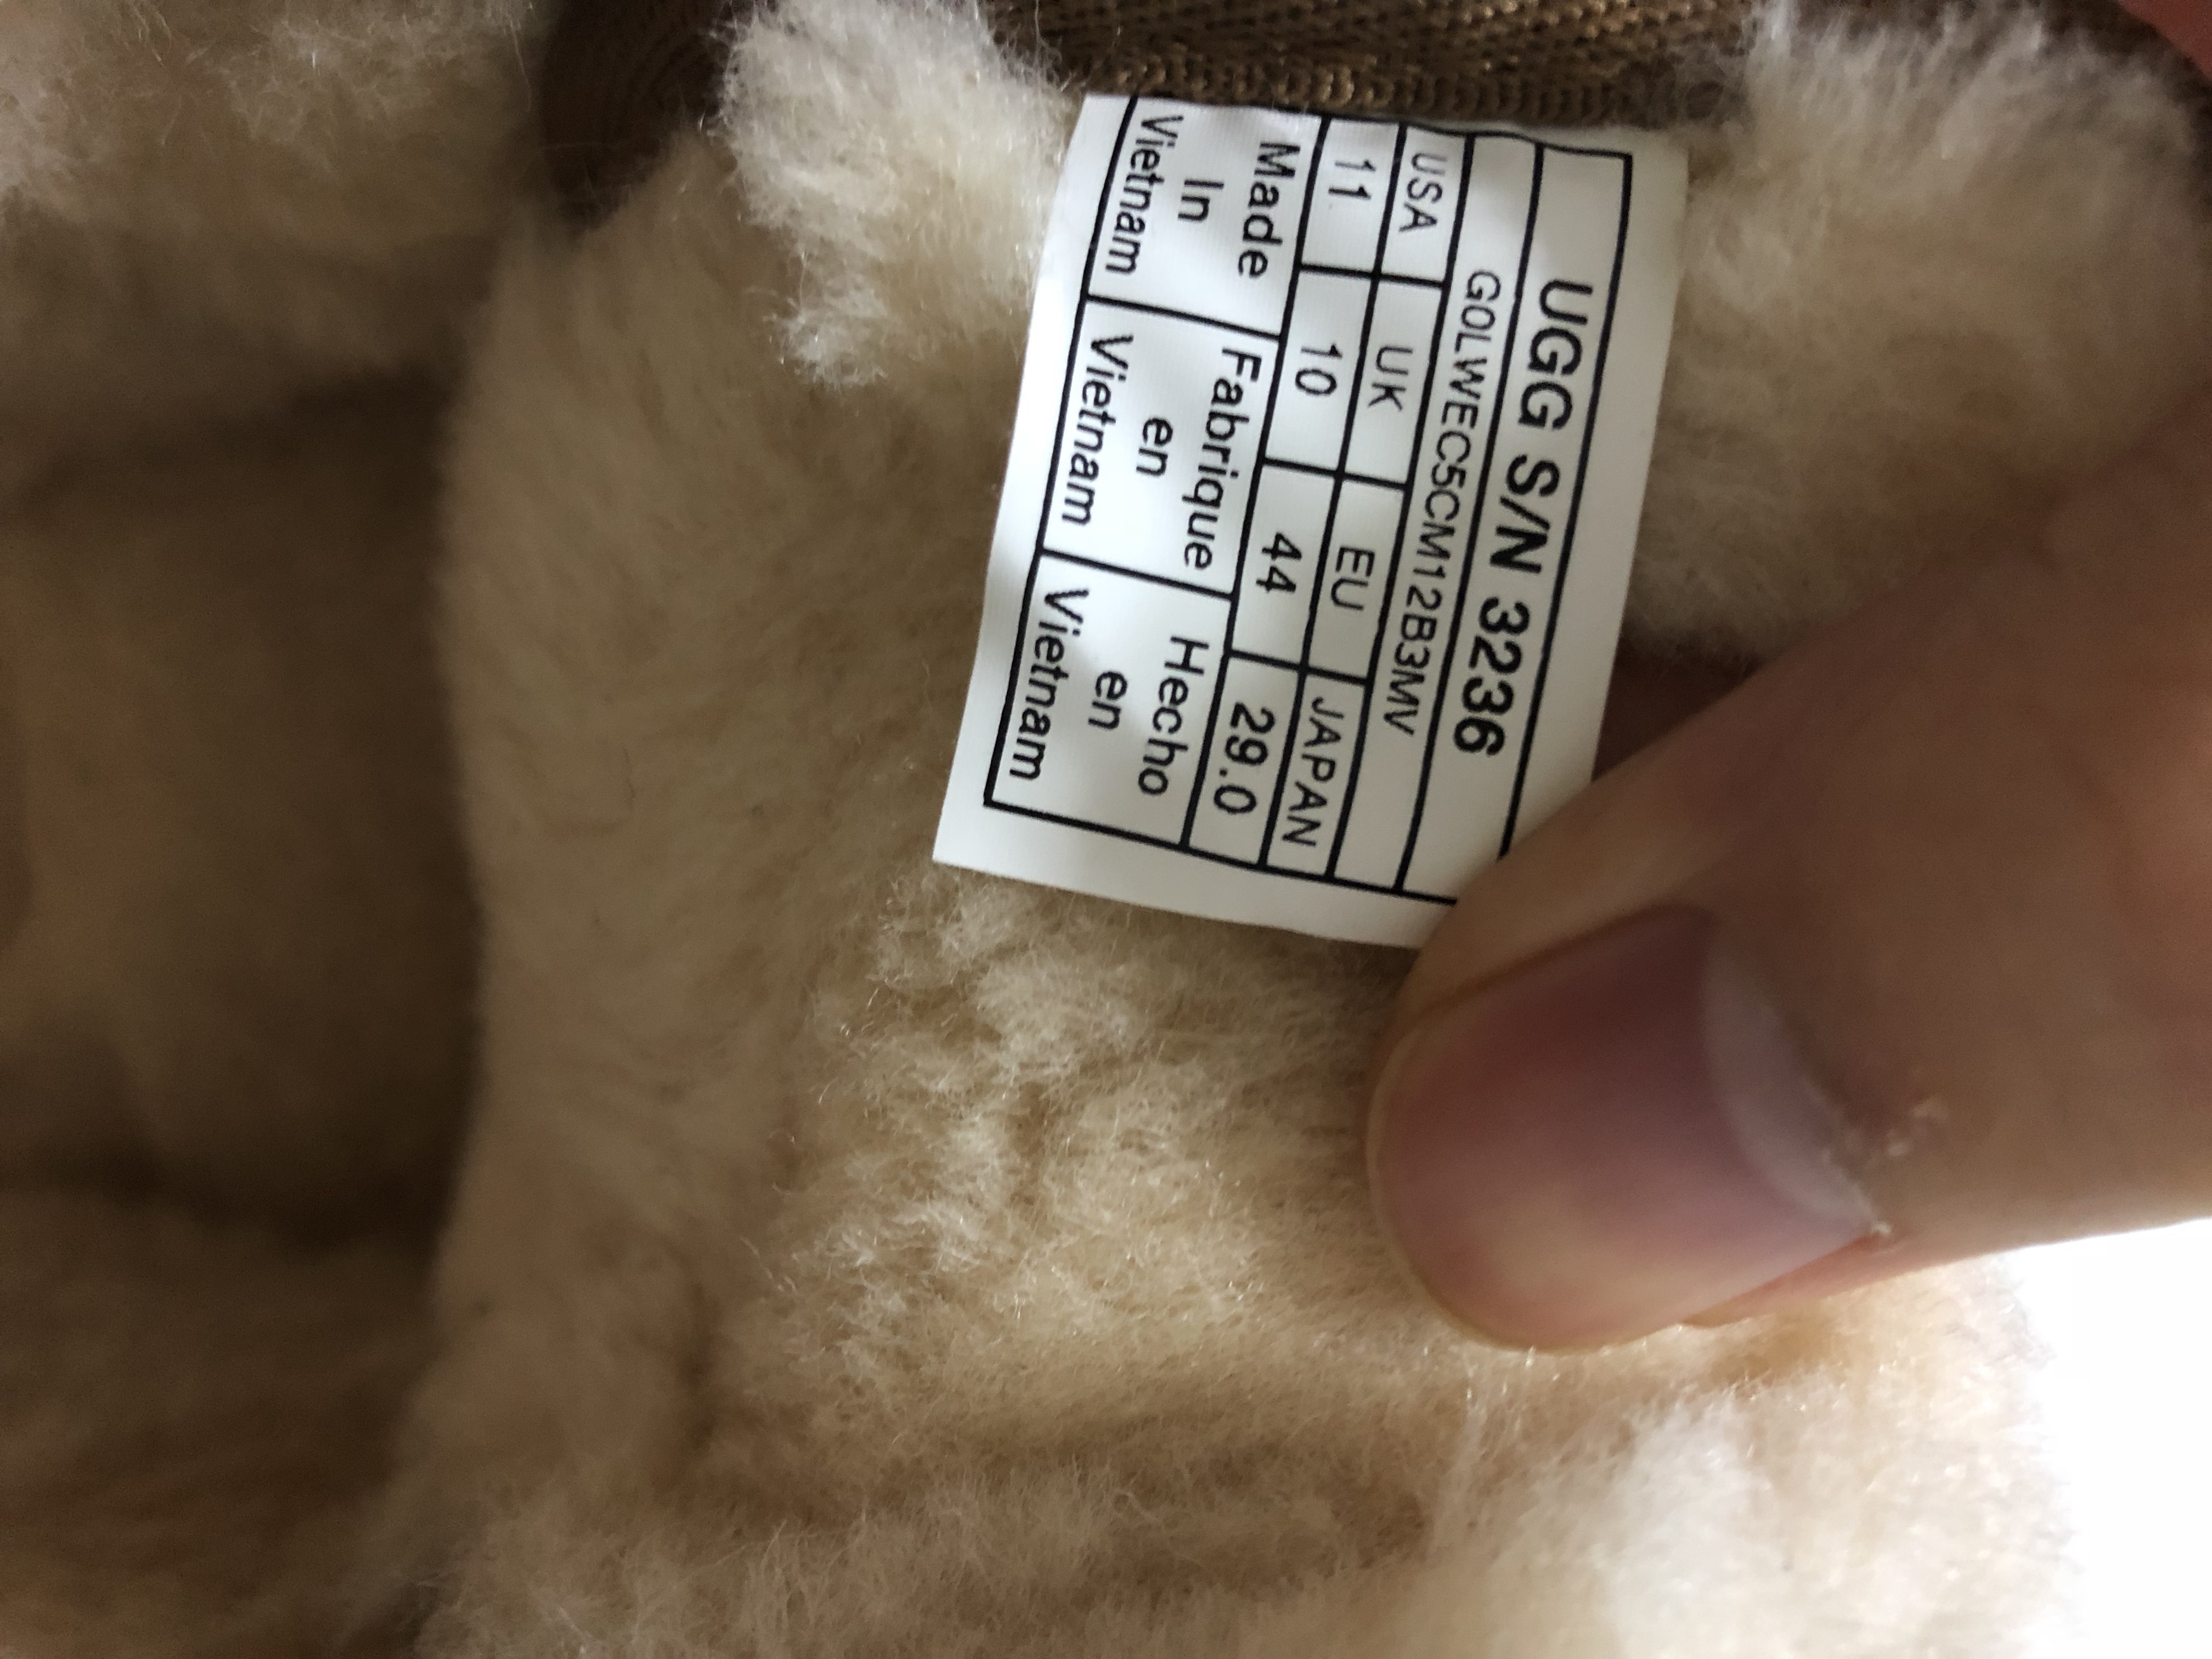 UGG S/N 3236
GOLWEC5CM12B3MV
USA UK EU JAPAN
11 10 44 29.0
Made Fabrique Hecho
In en en
Vietnam Vietnam Vietnam